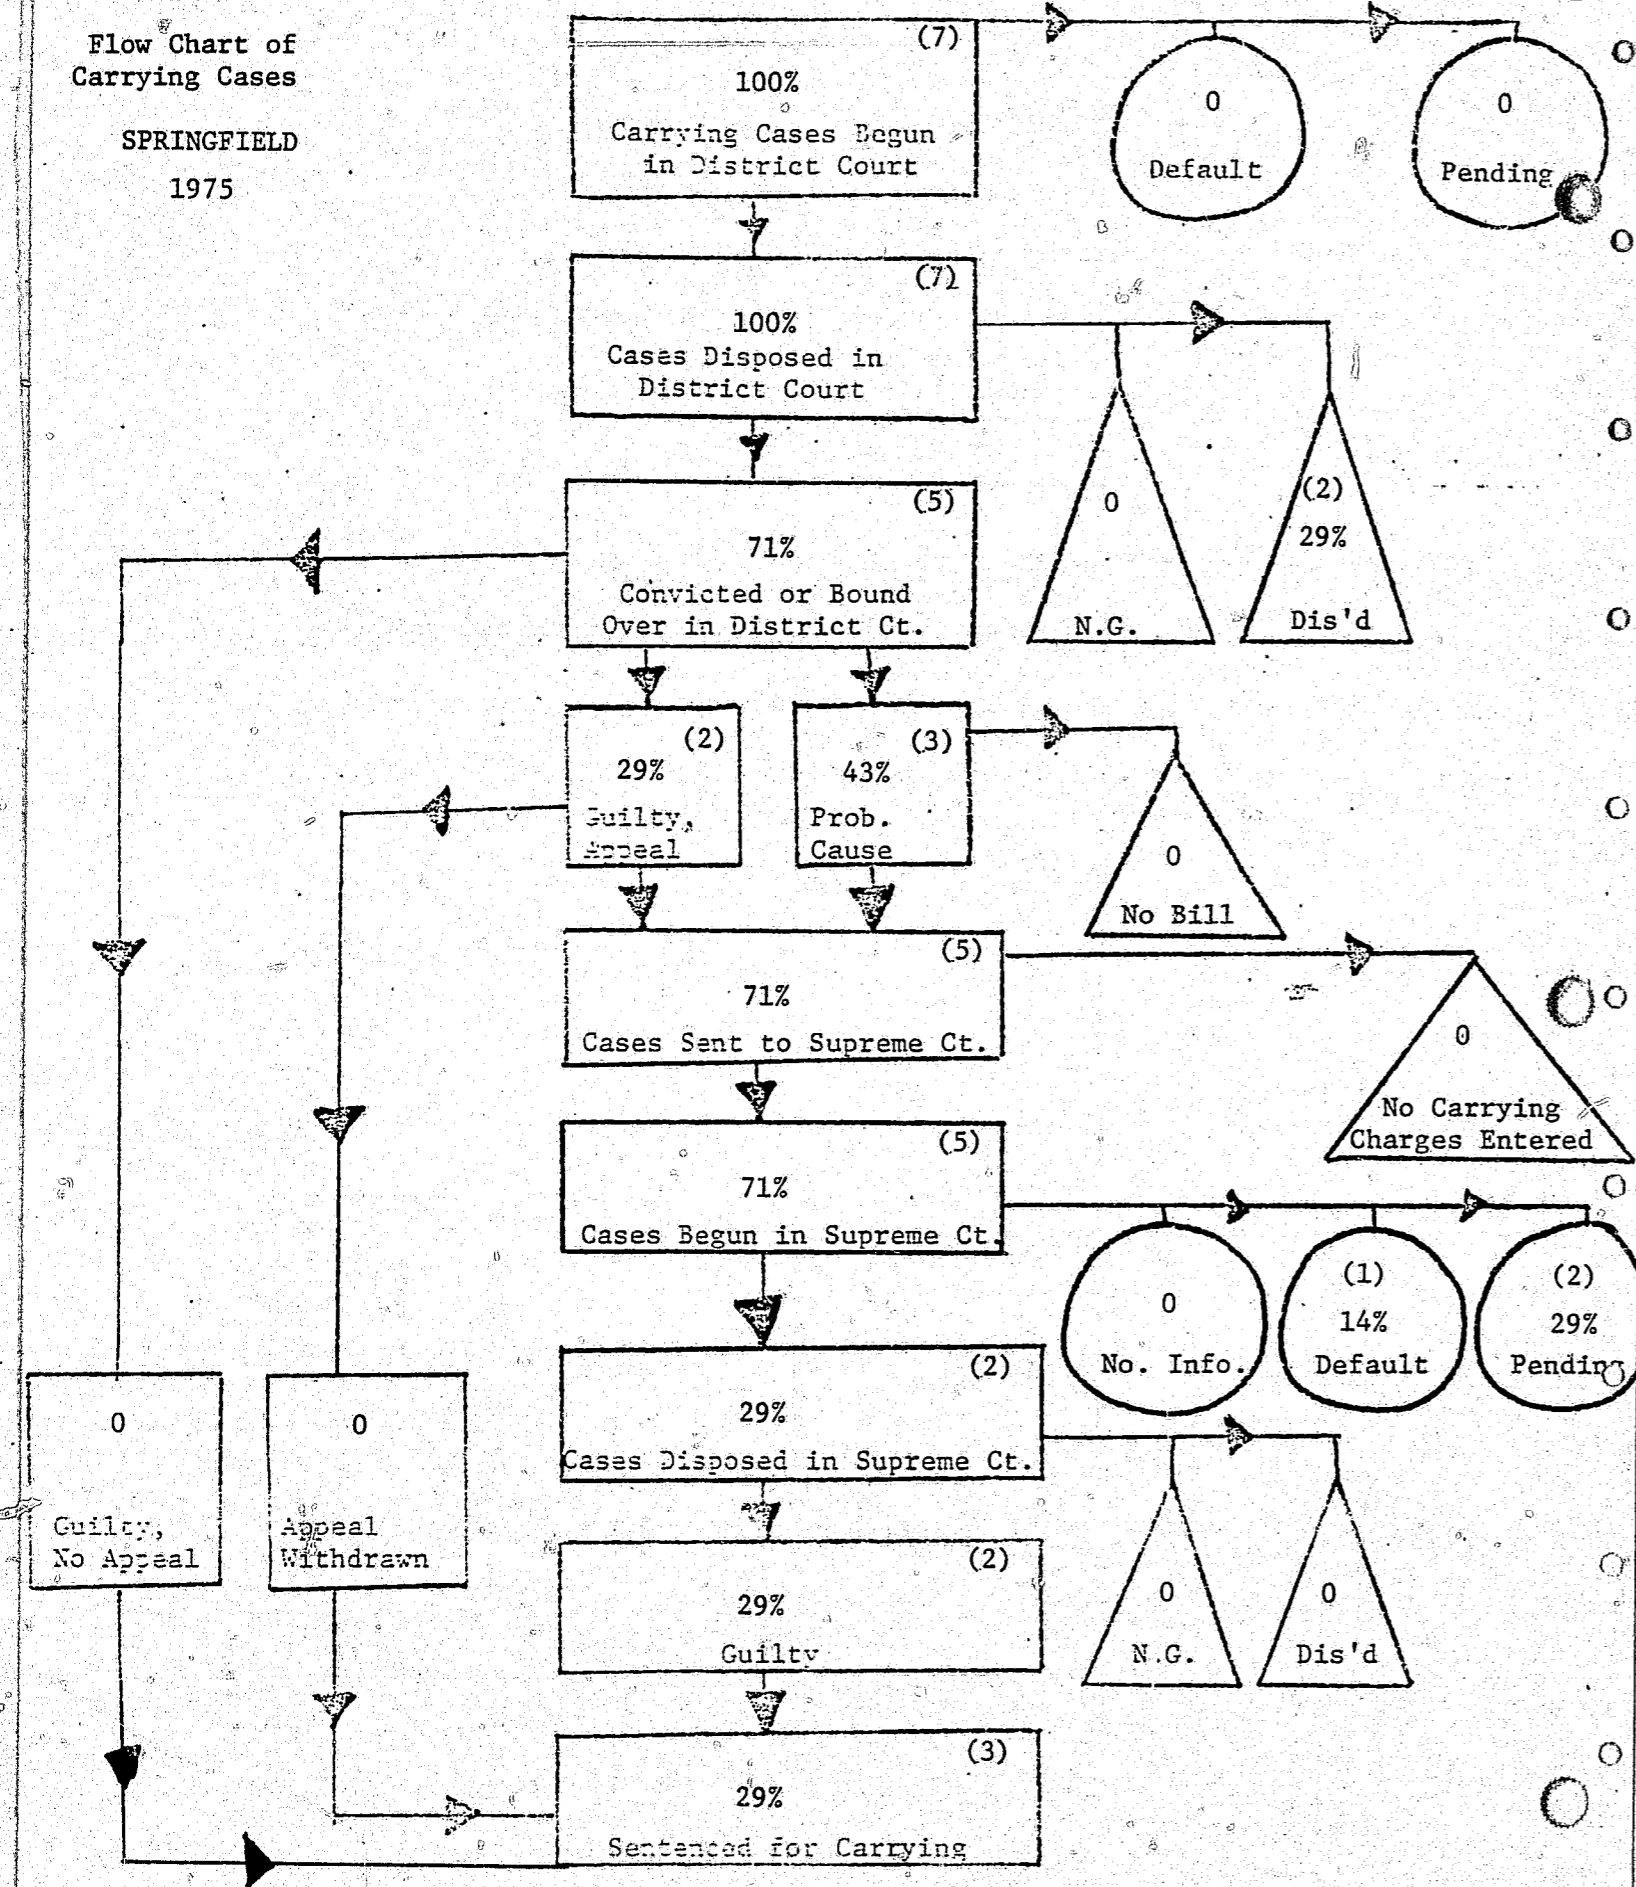 Flow Chart of
Carrying Cases
SPRINGFIELD
1975
(7)
100%
Carrying Cases Begun
in District Court
0
Default
0
Pending
(7)
100%
Cases Disposed in
District Court
0
N.G.
(2)
29%
Dis'd
(5)
71%
Convicted or Bound
Over in District Ct.
(2)
29%
Guilty,
Appeal
(3)
43%
Prob.
Cause
0
No Bill
(5)
71%
Cases Sent to Supreme Ct.
0
No Carrying
Charges Entered
(5)
71%
Cases Begun in Supreme Ct.
0
No. Info.
(1)
14%
Default
(2)
29%
Pending
(2)
29%
Cases Disposed in Supreme Ct.
0
Guilty,
No Appeal
0
Appeal
Withdrawn
(2)
29%
Guilty
0
N.G.
0
Dis'd
(3)
29%
Sentenced for Carrying